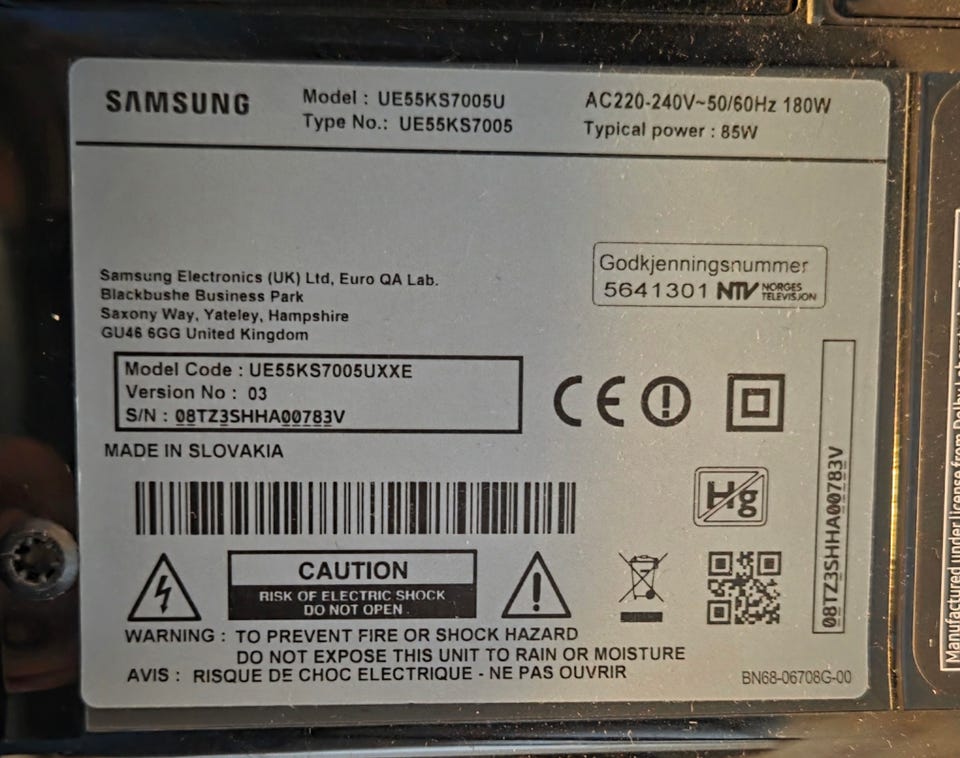 SAMSUNG
Model : UE55KS7005U
Type No.: UE55KS7005
AC220-240V~50/60Hz 180W
Typical power : 85W
Samsung Electronics (UK) Ltd, Euro QA Lab.
Blackbushe Business Park
Saxony Way, Yateley, Hampshire
GU46 6GG United Kingdom
Godkjenningsnummer
5641301 NTV NORGES
TELEVISJON
Model Code : UE55KS7005UXXE
Version No : 03
S/N : 08TZ3SHHA00783V
CE
MADE IN SLOVAKIA
Hg
08TZ3SHHA00783V
CAUTION
RISK OF ELECTRIC SHOCK
DO NOT OPEN .
WARNING : TO PREVENT FIRE OR SHOCK HAZARD
DO NOT EXPOSE THIS UNIT TO RAIN OR MOISTURE
AVIS : RISQUE DE CHOC ELECTRIQUE - NE PAS OUVRIR
BN68-06708G-00
Manufactured under license from Dolby